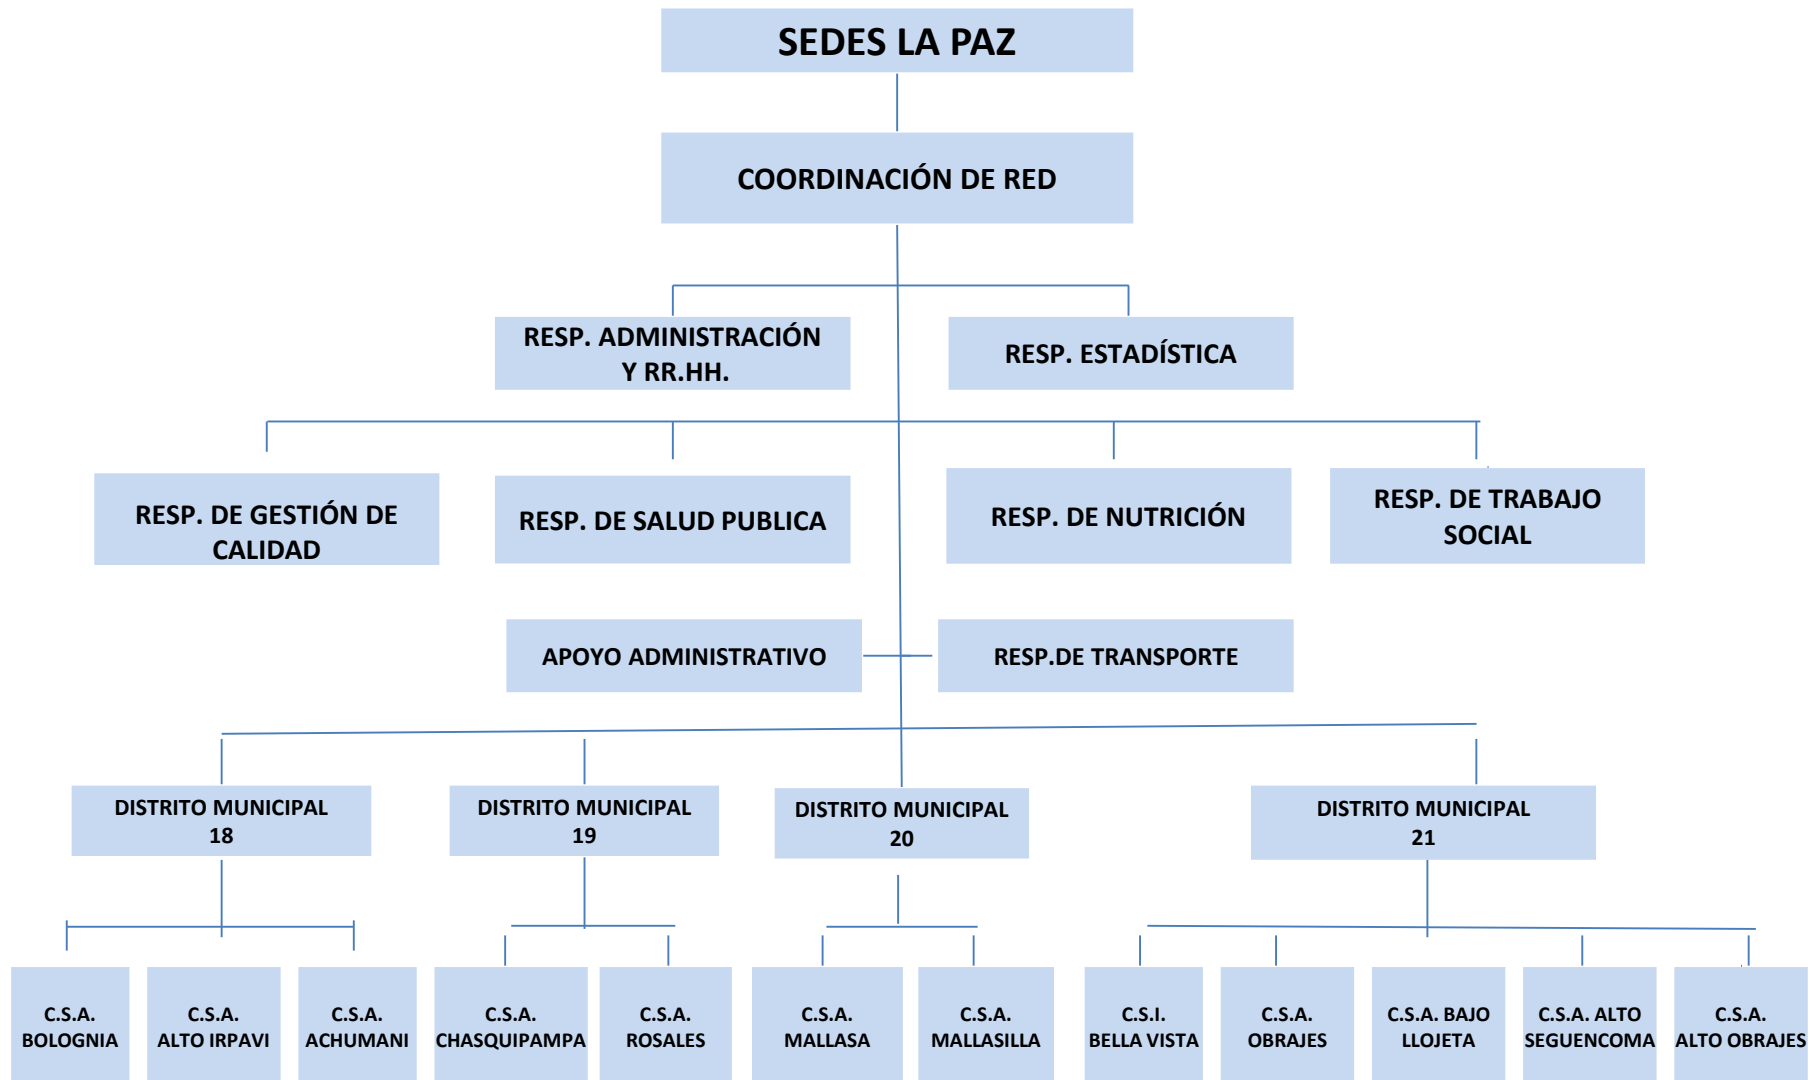 SEDES LA PAZ
COORDINACIÓN DE RED
RESP. ADMINISTRACIÓN
Y RR.HH.
RESP. ESTADÍSTICA
RESP. DE GESTIÓN DE
CALIDAD
RESP. DE SALUD PUBLICA
RESP. DE NUTRICIÓN
RESP. DE TRABAJO
SOCIAL
APOYO ADMINISTRATIVO
RESP.DE TRANSPORTE
DISTRITO MUNICIPAL
18
DISTRITO MUNICIPAL
19
DISTRITO MUNICIPAL
20
DISTRITO MUNICIPAL
21
C.S.A.
BOLOGNIA
C.S.A.
ALTO IRPAVI
C.S.A.
ACHUMANI
C.S.A.
CHASQUIPAMPA
C.S.A.
ROSALES
C.S.A.
MALLASA
C.S.A.
MALLASILLA
C.S.I.
BELLA VISTA
C.S.A.
OBRAJES
C.S.A. BAJO
LLOJETA
C.S.A. ALTO
SEGUENCOMA
C.S.A.
ALTO OBRAJES